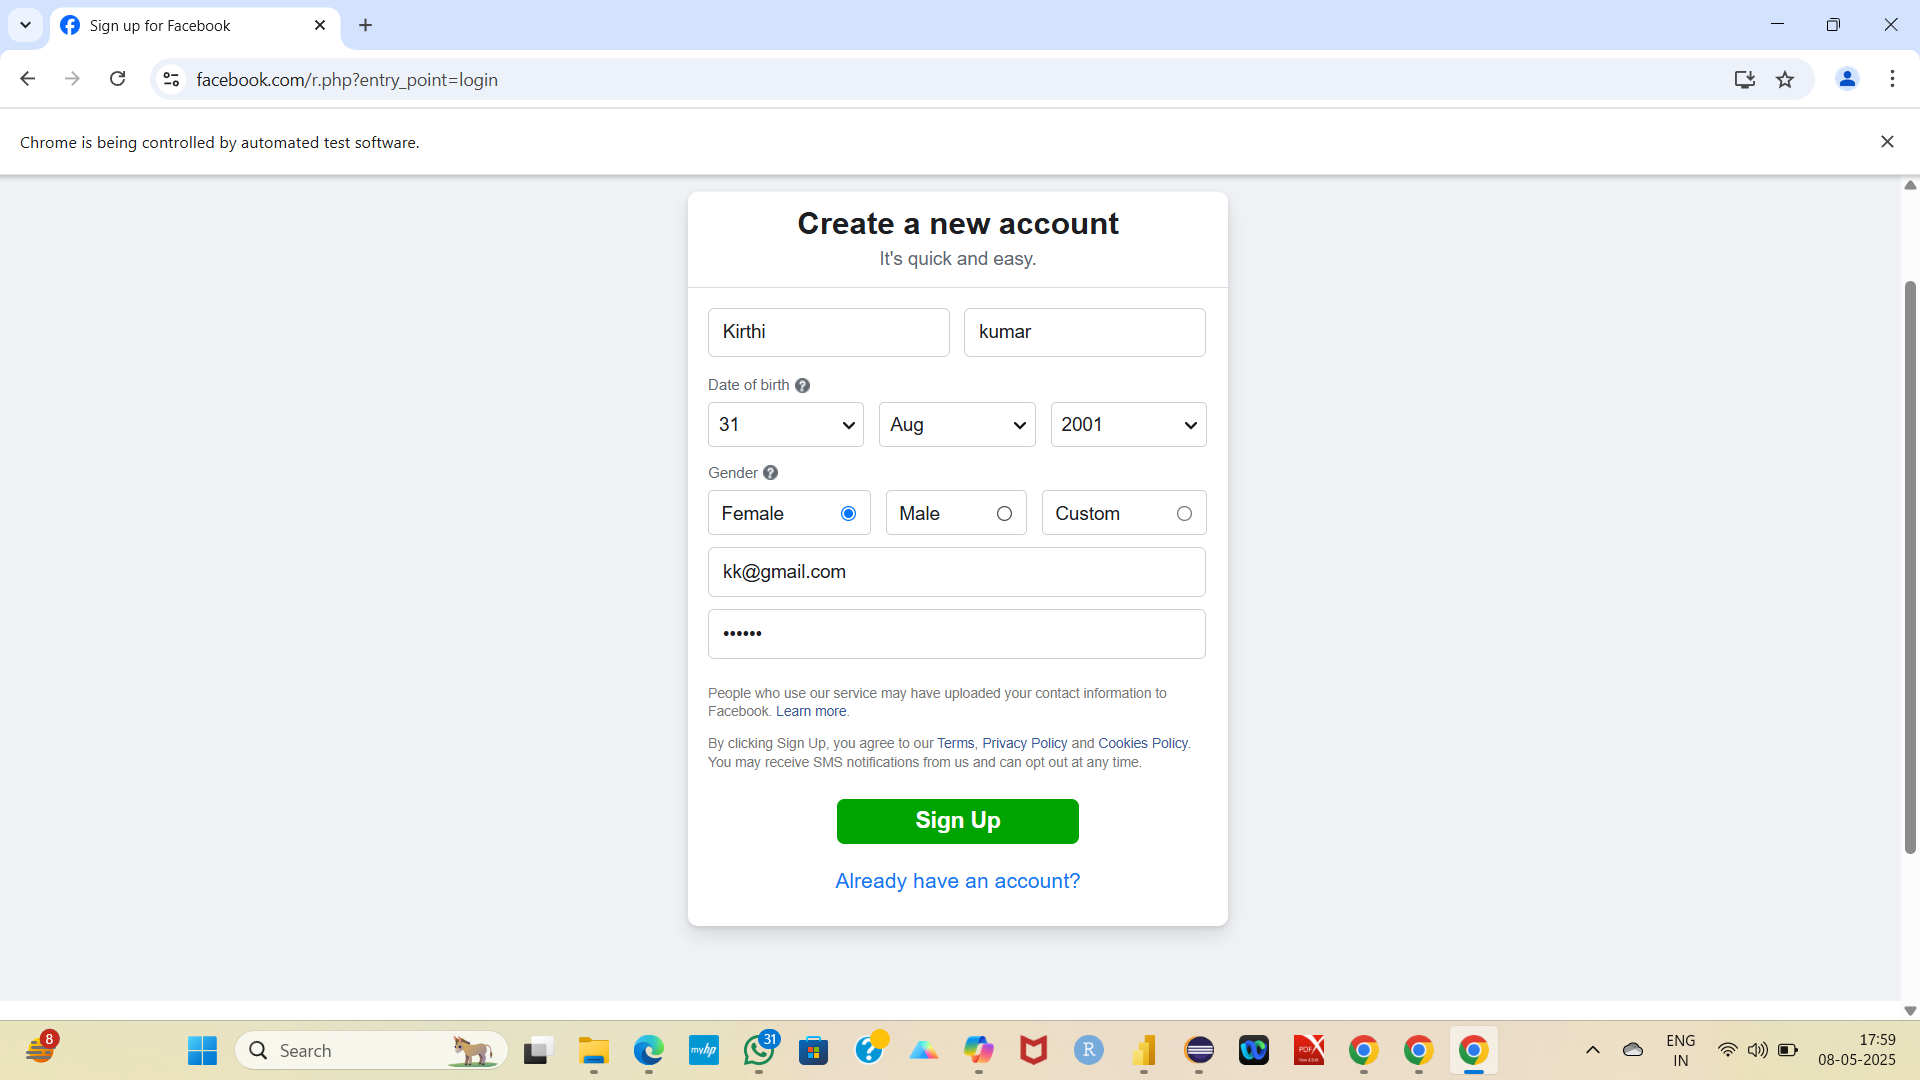 Sign up for Facebook
facebook.com/r.php?entry_point=login
Chrome is being controlled by automated test software.
Create a new account
It's quick and easy.
Kirthi kumar
Date of birth ?
31 Aug 2001
Gender ?
Female Male Custom
kk@gmail.com
••••••
People who use our service may have uploaded your contact information to
Facebook. Learn more.
By clicking Sign Up, you agree to our Terms, Privacy Policy and Cookies Policy.
You may receive SMS notifications from us and can opt out at any time.
Sign Up
Already have an account?
8
Search
myhp
31
R
PDF
ENG
IN
17:59
08-05-2025